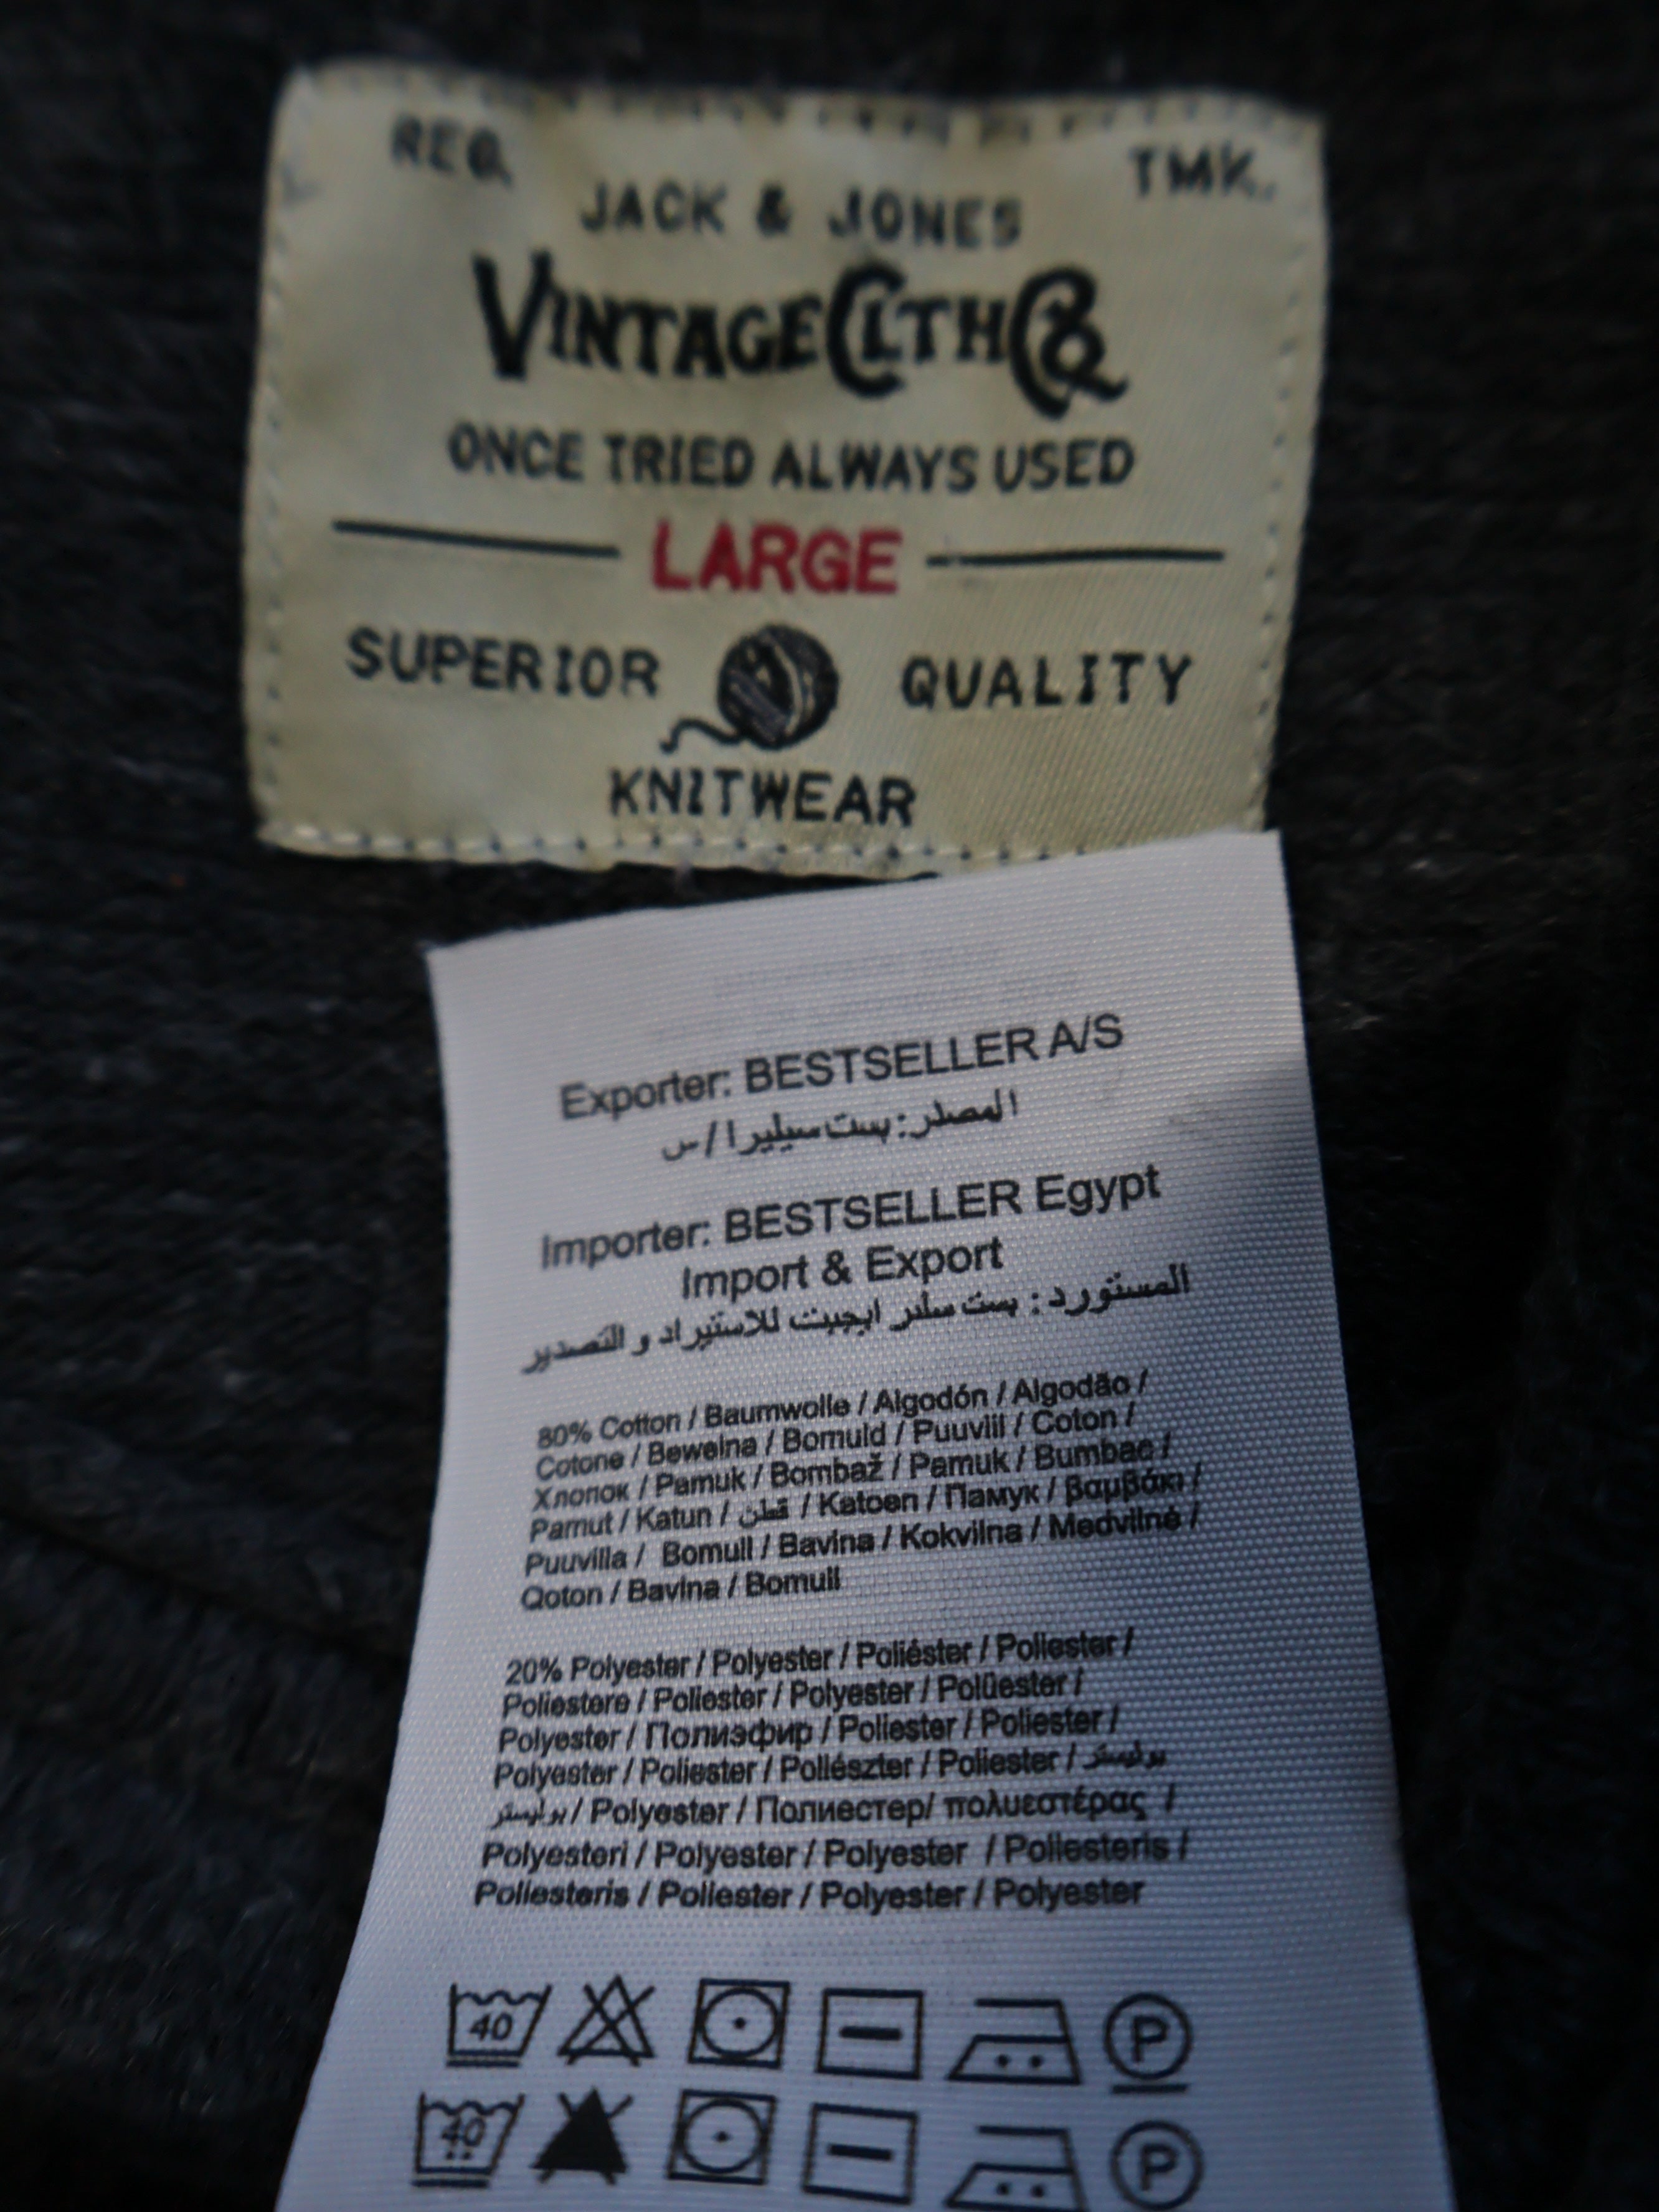 REG. TMK.
JACK & JONES
VINTAGE CLTH CO
ONCE TRIED ALWAYS USED
LARGE
SUPERIOR QUALITY
KNITWEAR
Exporter: BESTSELLER A/S
المصدر: بست سيليرا/س
Importer: BESTSELLER Egypt
Import & Export
المستورد: بست سلر ايجبت للاستيراد و التصدير
80% Cotton / Baumwolle / Algodón / Algodão /
Cotone / Bawełna / Bomuld / Puuvill / Coton /
Хлопок / Pamuk / Bombaž / Pamuk / Bumbac /
Pamut / Katun / قطن / Katoen / Памук / βαμβάκι /
Puuvilla / Bomull / Bavlna / Kokvilna / Medvilnė /
Qoton / Bavlna / Bomull
20% Polyester / Polyester / Poliéster / Poliester /
Poliestere / Poliester / Polyester / Polüester /
Polyester / Полиэфир / Poliester / Poliester /
Polyester / Poliester / Poliészter / Poliester / بوليستر
بوليستر / Polyester / Полиестер/ πολυεστέρας /
Polyesteri / Polyester / Polyester / Poliesteris /
Poliesteris / Poliester / Polyester / Polyester
40 P
40 P